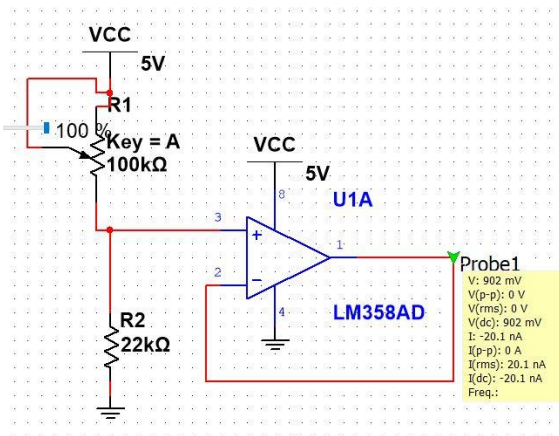 VCC
5V
R1
100 %
Key = A
100kΩ
VCC
5V
8
U1A
3
1
2
4
LM358AD
R2
22kΩ
Probe1
V: 902 mV
V(p-p): 0 V
V(rms): 0 V
V(dc): 902 mV
I: -20.1 nA
I(p-p): 0 A
I(rms): 20.1 nA
I(dc): -20.1 nA
Freq.: